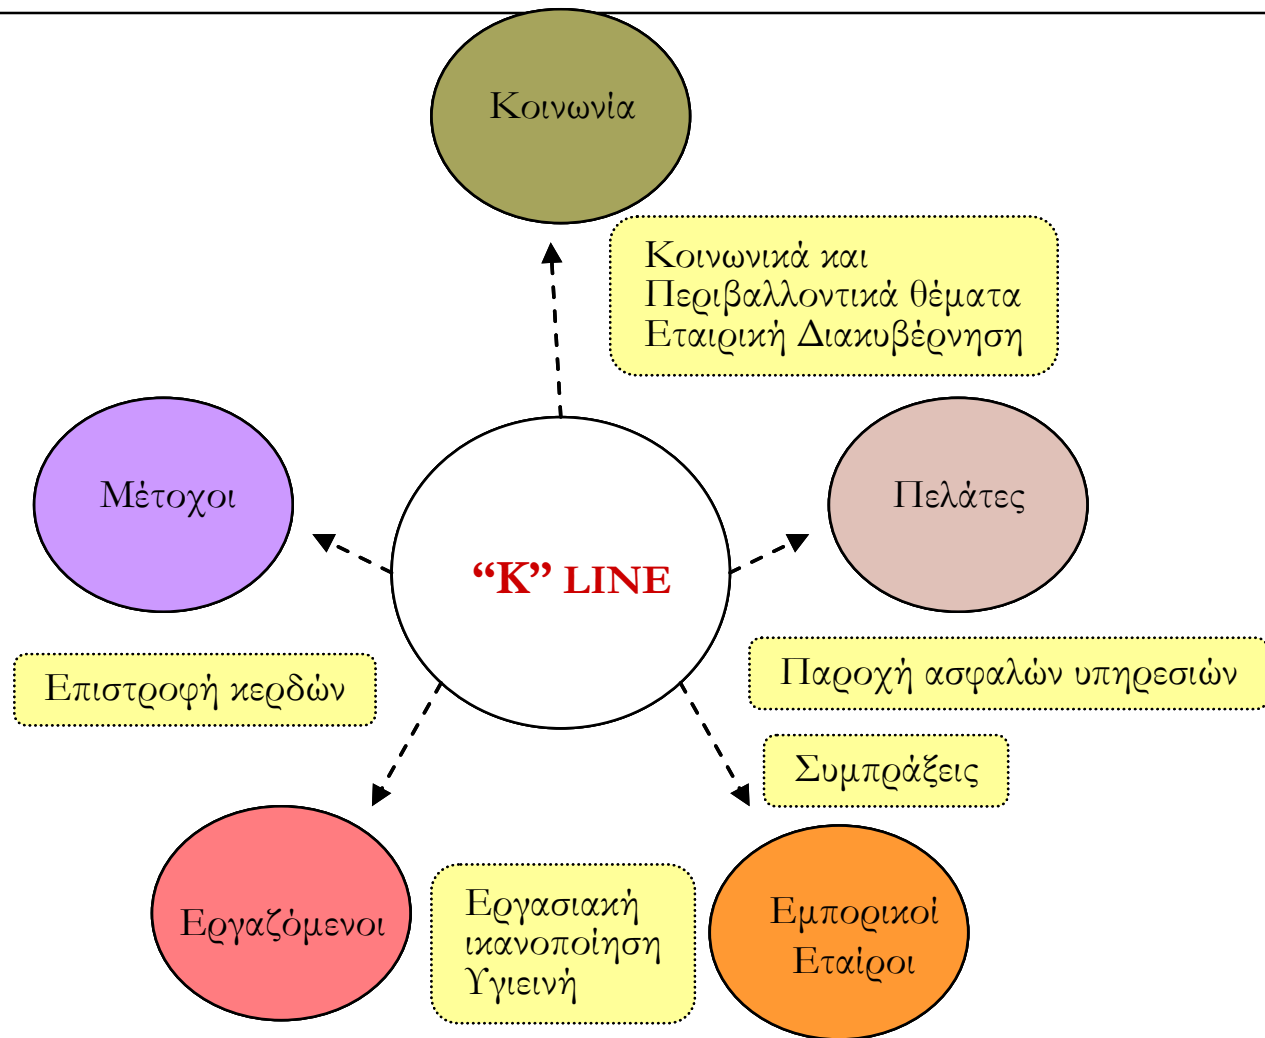 Κοινωνία
Κοινωνικά και
Περιβαλλοντικά θέματα
Εταιρική Διακυβέρνηση
Μέτοχοι
Πελάτες
“K” LINE
Επιστροφή κερδών
Παροχή ασφαλών υπηρεσιών
Συμπράξεις
Εργαζόμενοι
Εργασιακή
ικανοποίηση
Υγιεινή
Εμπορικοί
Εταίροι